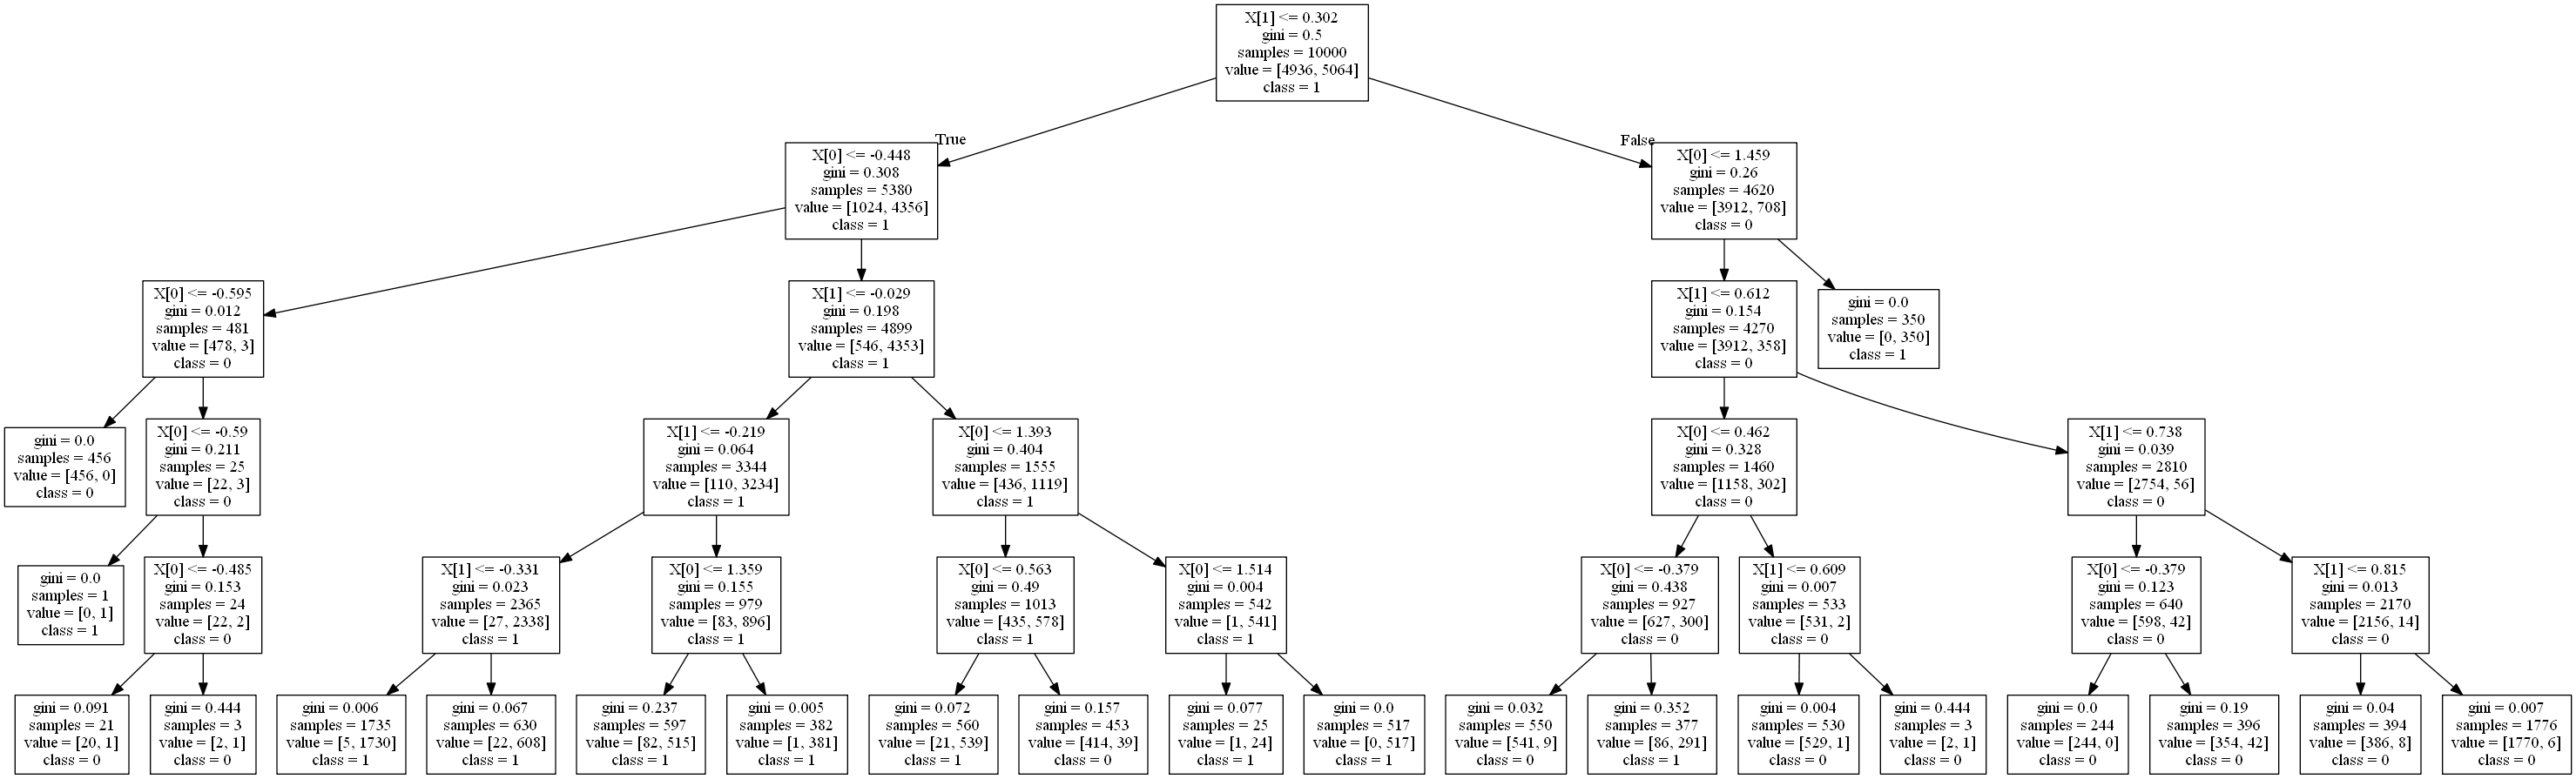 X[1] <= 0.302
gini = 0.5
samples = 10000
value = [4936, 5064]
class = 1
True
False
X[0] <= -0.448
gini = 0.308
samples = 5380
value = [1024, 4356]
class = 1
X[0] <= 1.459
gini = 0.26
samples = 4620
value = [3912, 708]
class = 0
X[0] <= -0.595
gini = 0.012
samples = 481
value = [478, 3]
class = 0
X[1] <= -0.029
gini = 0.198
samples = 4899
value = [546, 4353]
class = 1
X[1] <= 0.612
gini = 0.154
samples = 4270
value = [3912, 358]
class = 0
gini = 0.0
samples = 350
value = [0, 350]
class = 1
gini = 0.0
samples = 456
value = [456, 0]
class = 0
X[0] <= -0.59
gini = 0.211
samples = 25
value = [22, 3]
class = 0
X[1] <= -0.219
gini = 0.064
samples = 3344
value = [110, 3234]
class = 1
X[0] <= 1.393
gini = 0.404
samples = 1555
value = [436, 1119]
class = 1
X[0] <= 0.462
gini = 0.328
samples = 1460
value = [1158, 302]
class = 0
X[1] <= 0.738
gini = 0.039
samples = 2810
value = [2754, 56]
class = 0
gini = 0.0
samples = 1
value = [0, 1]
class = 1
X[0] <= -0.485
gini = 0.153
samples = 24
value = [22, 2]
class = 0
X[1] <= -0.331
gini = 0.023
samples = 2365
value = [27, 2338]
class = 1
X[0] <= 1.359
gini = 0.155
samples = 979
value = [83, 896]
class = 1
X[0] <= 0.563
gini = 0.49
samples = 1013
value = [435, 578]
class = 1
X[0] <= 1.514
gini = 0.004
samples = 542
value = [1, 541]
class = 1
X[0] <= -0.379
gini = 0.438
samples = 927
value = [627, 300]
class = 0
X[1] <= 0.609
gini = 0.007
samples = 533
value = [531, 2]
class = 0
X[0] <= -0.379
gini = 0.123
samples = 640
value = [598, 42]
class = 0
X[1] <= 0.815
gini = 0.013
samples = 2170
value = [2156, 14]
class = 0
gini = 0.091
samples = 21
value = [20, 1]
class = 0
gini = 0.444
samples = 3
value = [2, 1]
class = 0
gini = 0.006
samples = 1735
value = [5, 1730]
class = 1
gini = 0.067
samples = 630
value = [22, 608]
class = 1
gini = 0.237
samples = 597
value = [82, 515]
class = 1
gini = 0.005
samples = 382
value = [1, 381]
class = 1
gini = 0.072
samples = 560
value = [21, 539]
class = 1
gini = 0.157
samples = 453
value = [414, 39]
class = 0
gini = 0.077
samples = 25
value = [1, 24]
class = 1
gini = 0.0
samples = 517
value = [0, 517]
class = 1
gini = 0.032
samples = 550
value = [541, 9]
class = 0
gini = 0.352
samples = 377
value = [86, 291]
class = 1
gini = 0.004
samples = 530
value = [529, 1]
class = 0
gini = 0.444
samples = 3
value = [2, 1]
class = 0
gini = 0.0
samples = 244
value = [244, 0]
class = 0
gini = 0.19
samples = 396
value = [354, 42]
class = 0
gini = 0.04
samples = 394
value = [386, 8]
class = 0
gini = 0.007
samples = 1776
value = [1770, 6]
class = 0